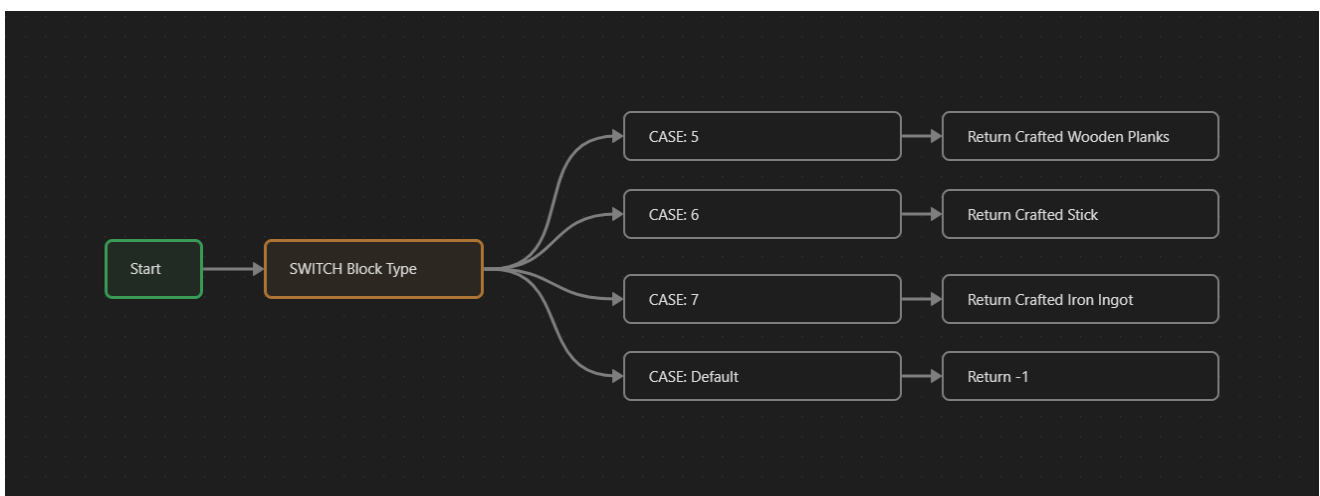 Start
SWITCH Block Type
CASE: 5
Return Crafted Wooden Planks
CASE: 6
Return Crafted Stick
CASE: 7
Return Crafted Iron Ingot
CASE: Default
Return -1